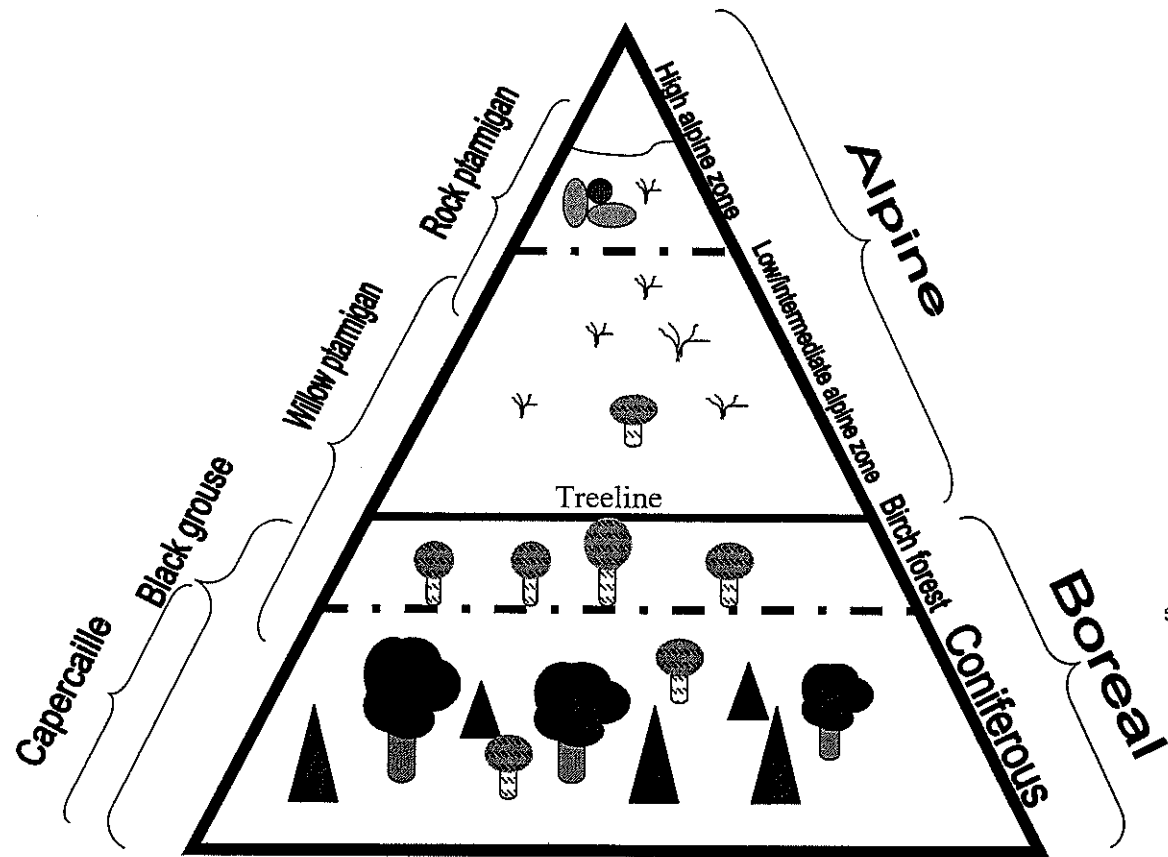 Rock ptarmigan
Willow ptamigan
Black grouse
Capercaille
High alpine zone
Low/intermediate alpine zone
Birch forest
Coniferous
Alpine
Boreal
Treeline
s